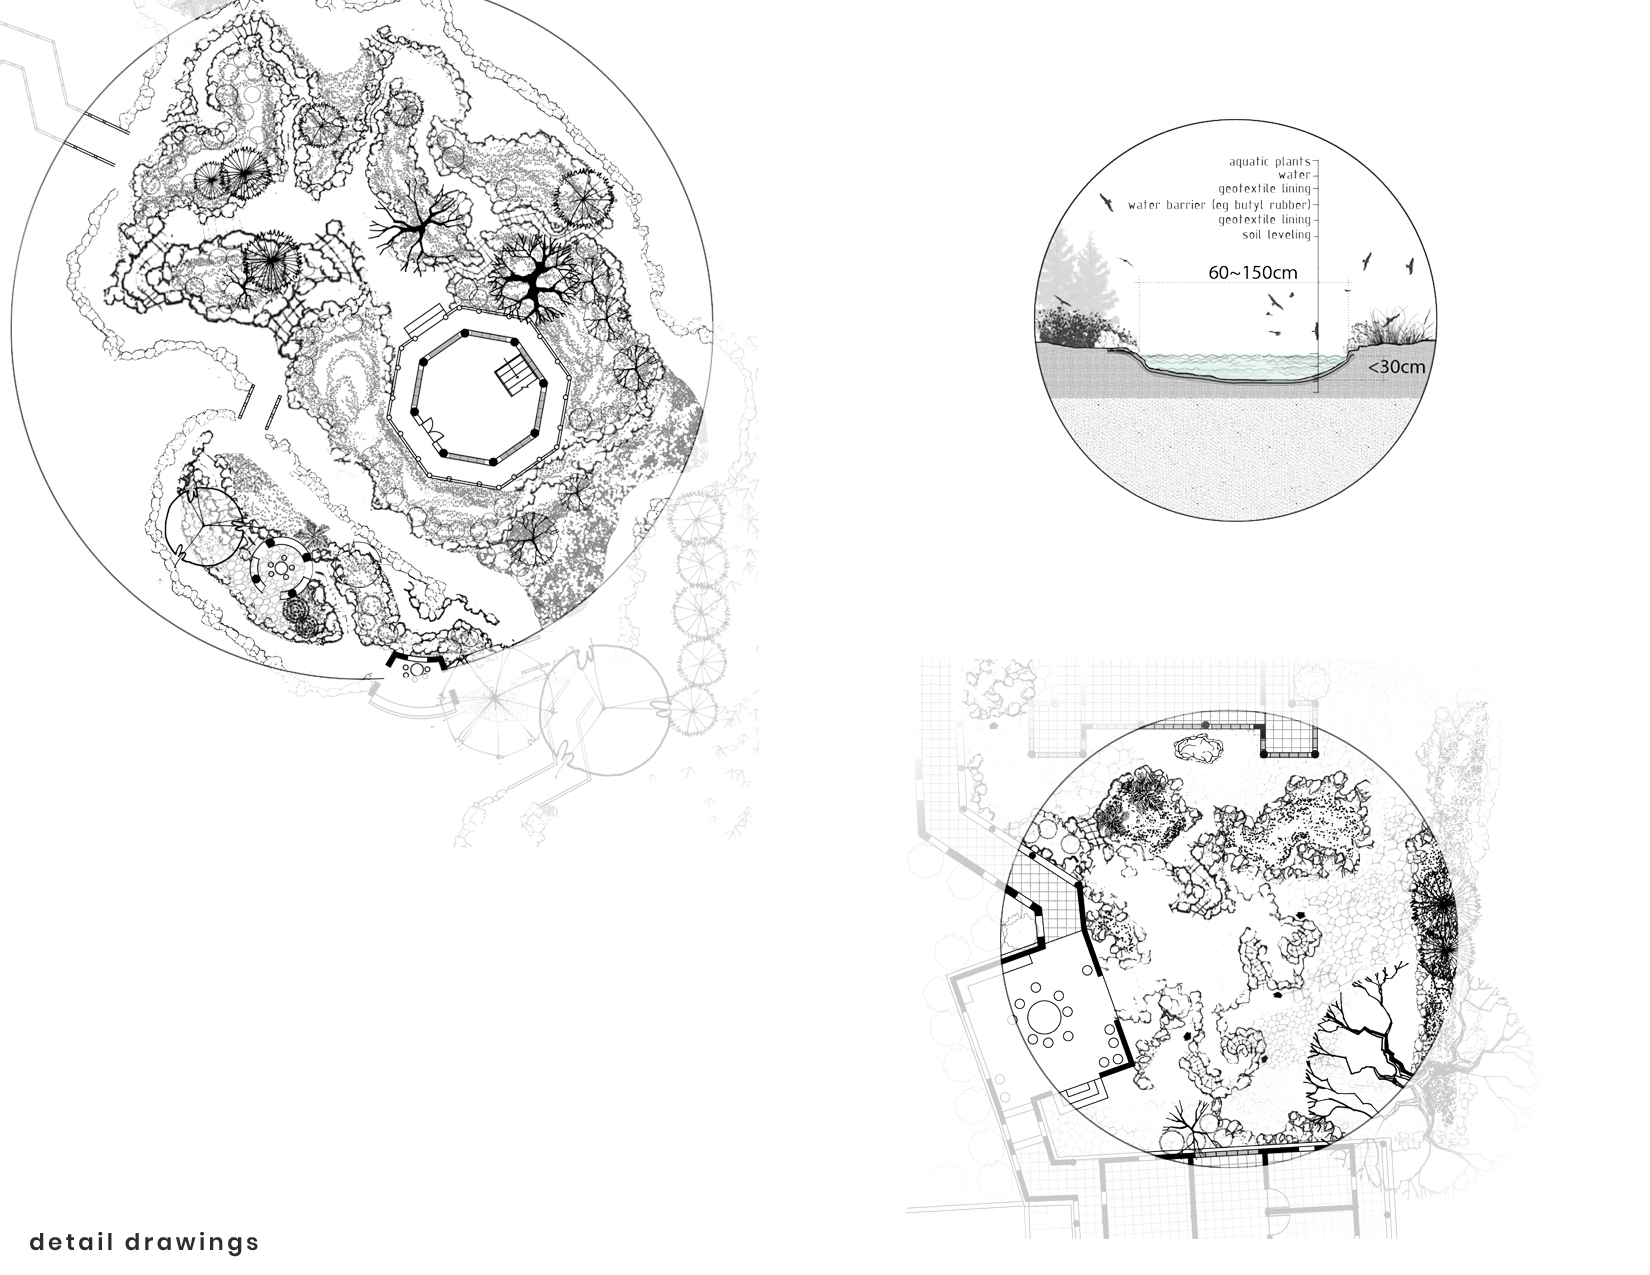 aquatic plants
water
geotextile lining
water barrier (eg butyl rubber)
geotextile lining
soil leveling
60~150cm
<30cm
detail drawings